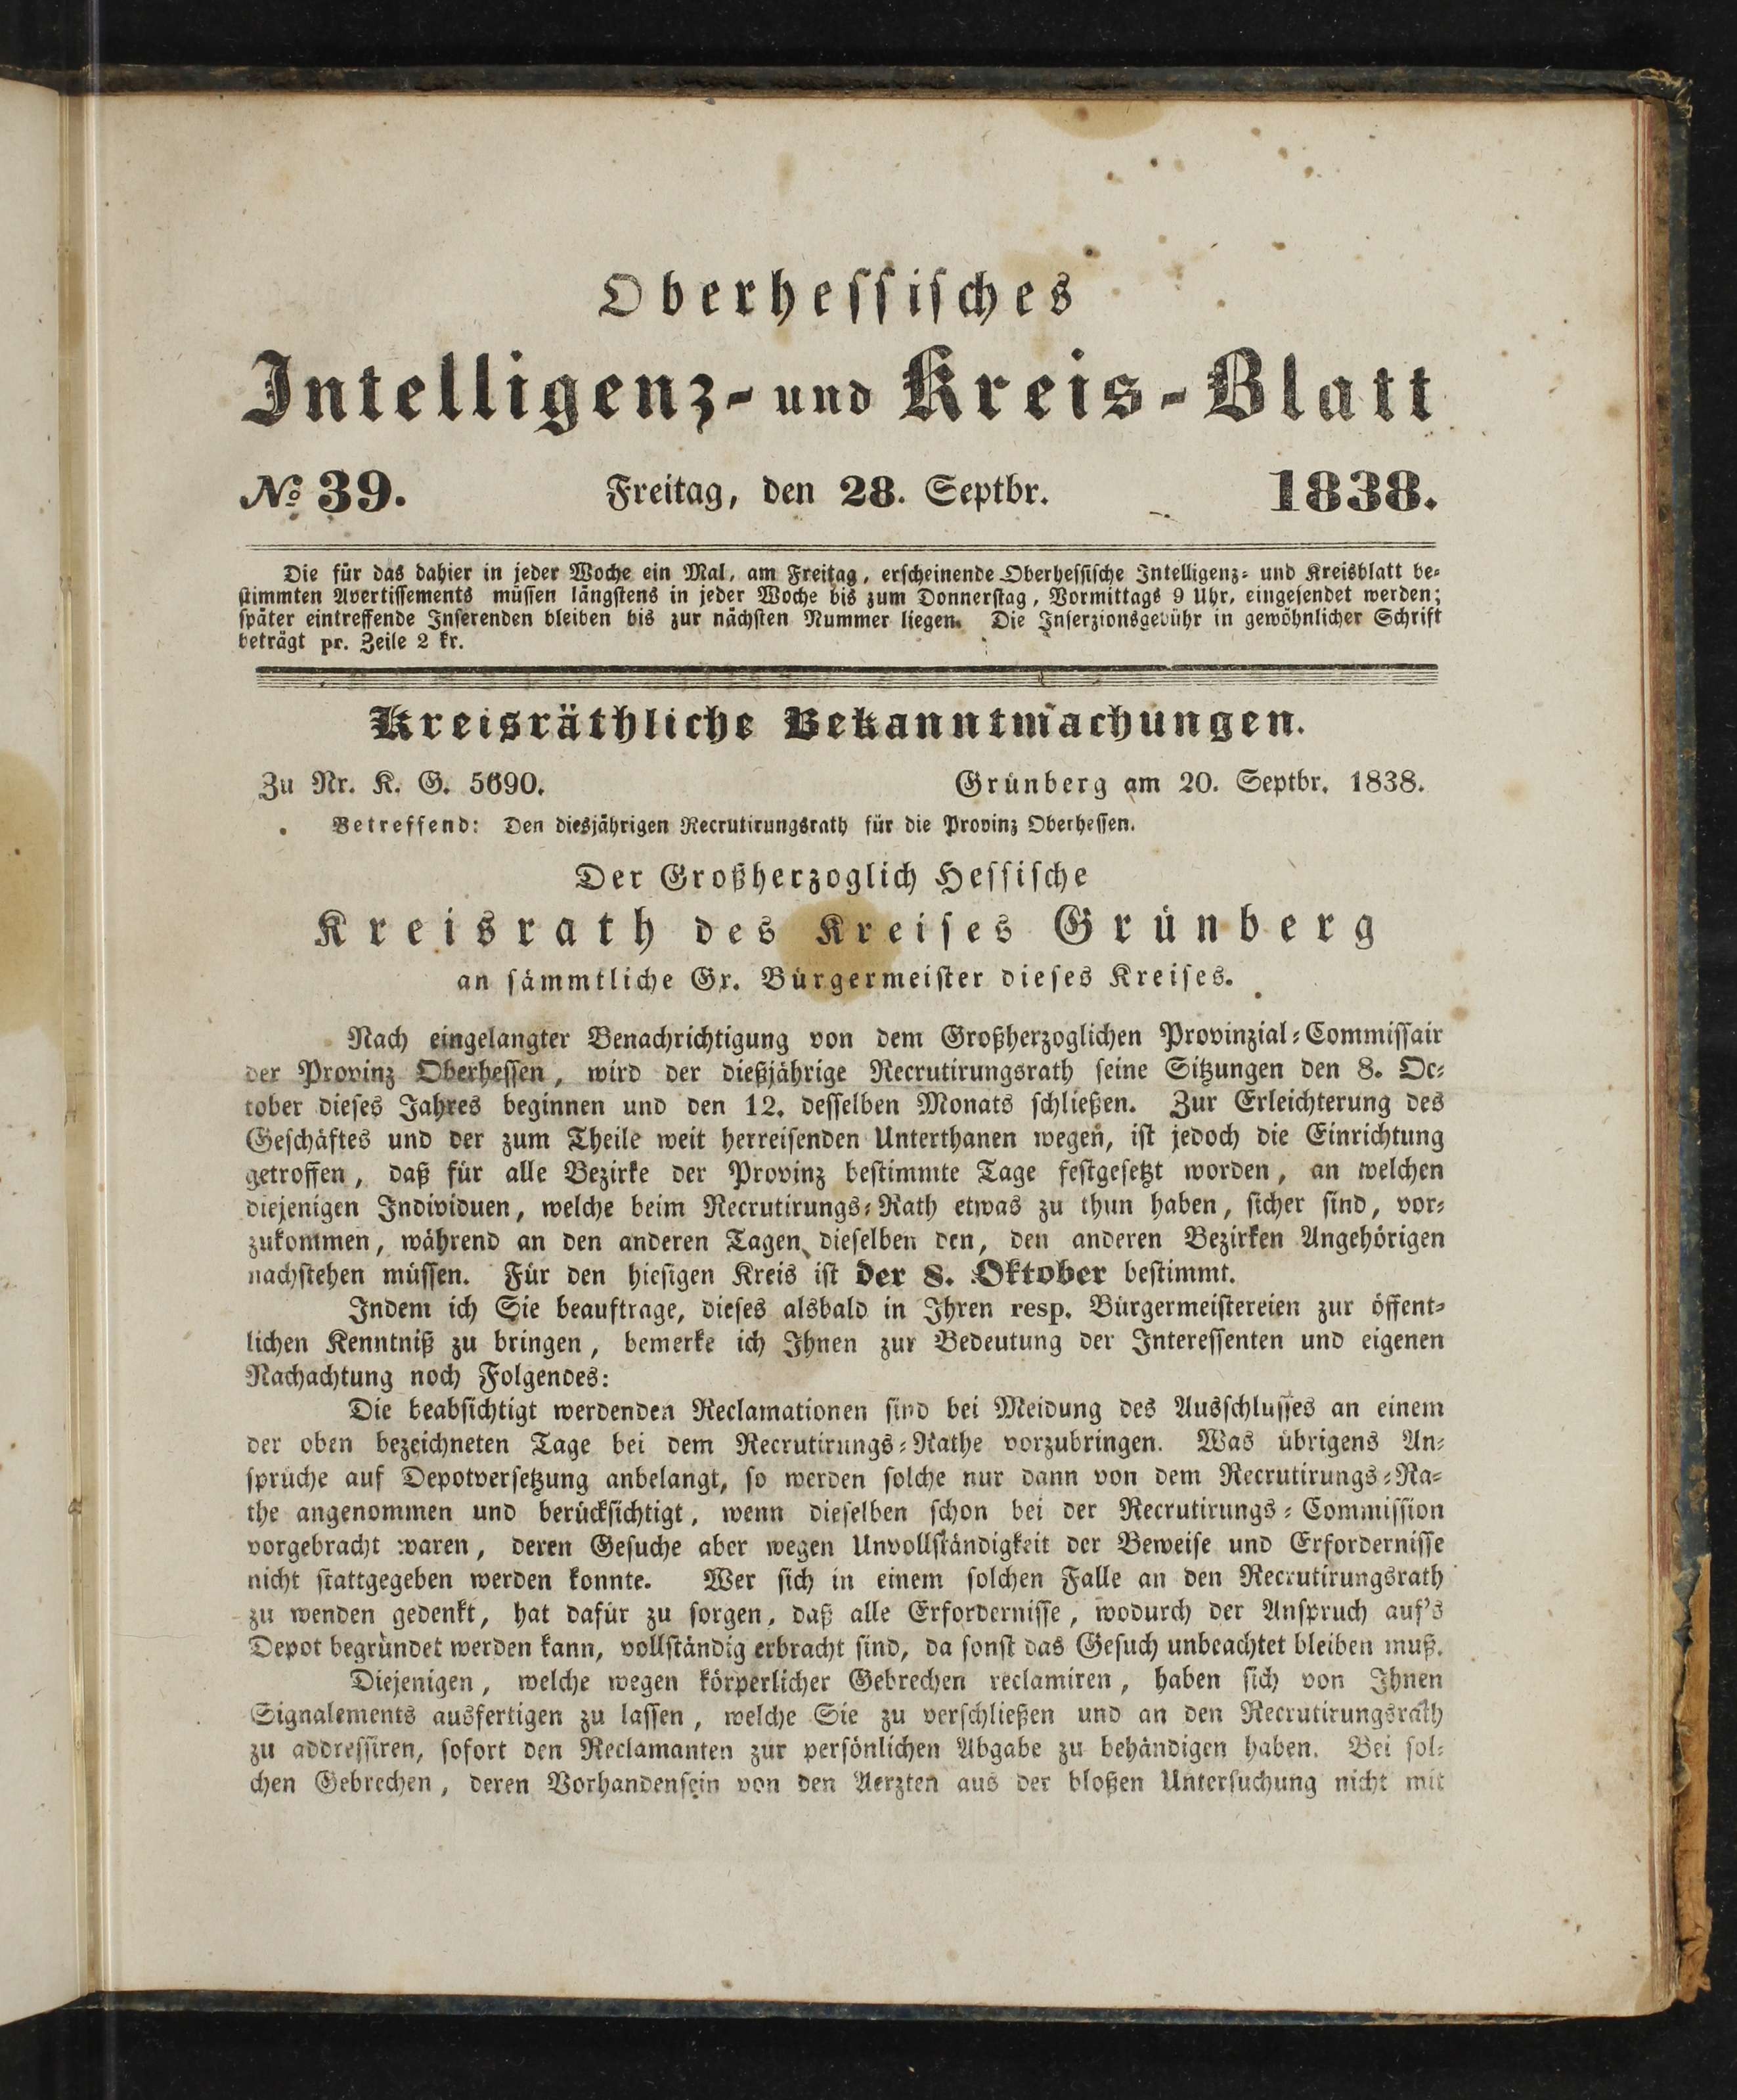 Oberhessisches
Intelligenz- und Kreis-Blatt
No 39. Freitag, den 28. Septbr. 1838.
Die für das dahier in jeder Woche ein Mal, am Freitag, erscheinende Oberhessische Intelligenz- und Kreisblatt be-
stimmten Avertissements müssen längstens in jeder Woche bis zum Donnerstag, Vormittags 9 Uhr, eingesendet werden;
später eintreffende Inserenden bleiben bis zur nächsten Nummer liegen. Die Inserzionsgebühr in gewöhnlicher Schrift
beträgt pr. Zeile 2 kr.
Kreisräthliche Bekanntmachungen.
Zu Nr. K. G. 5690. Grünberg am 20. Septbr. 1838.
Betreffend: Den diesjährigen Recrutirungsrath für die Provinz Oberhessen.
Der Großherzoglich Hessische
Kreisrath des Kreises Grünberg
an sämmtliche Gr. Bürgermeister dieses Kreises.
Nach eingelangter Benachrichtigung von dem Großherzoglichen Provinzial-Commissair
der Provinz Oberhessen, wird der dießjährige Recrutirungsrath seine Sitzungen den 8. Oc-
tober dieses Jahres beginnen und den 12. desselben Monats schließen. Zur Erleichterung des
Geschäftes und der zum Theile weit herreisenden Unterthanen wegen, ist jedoch die Einrichtung
getroffen, daß für alle Bezirke der Provinz bestimmte Tage festgesetzt worden, an welchen
diejenigen Individuen, welche beim Recrutirungs-Rath etwas zu thun haben, sicher sind, vor-
zukommen, während an den anderen Tagen dieselben den, den anderen Bezirken Angehörigen
nachstehen müssen. Für den hiesigen Kreis ist der 8. Oktober bestimmt.
Indem ich Sie beauftrage, dieses alsbald in Ihren resp. Bürgermeistereien zur öffent-
lichen Kenntniß zu bringen, bemerke ich Ihnen zur Bedeutung der Interessenten und eigenen
Nachachtung noch Folgendes:
Die beabsichtigt werdenden Reclamationen sind bei Meidung des Ausschlusses an einem
der oben bezeichneten Tage bei dem Recrutirungs-Rathe vorzubringen. Was übrigens An-
sprüche auf Depotversetzung anbelangt, so werden solche nur dann von dem Recrutirungs-Ra-
the angenommen und berücksichtigt, wenn dieselben schon bei der Recrutirungs-Commission
vorgebracht waren, deren Gesuche aber wegen Unvollständigkeit der Beweise und Erfordernisse
nicht stattgegeben werden konnte. Wer sich in einem solchen Falle an den Recrutirungsrath
zu wenden gedenkt, hat dafür zu sorgen, daß alle Erfordernisse, wodurch der Anspruch auf's
Depot begründet werden kann, vollständig erbracht sind, da sonst das Gesuch unbeachtet bleiben muß.
Diejenigen, welche wegen körperlicher Gebrechen reclamiren, haben sich von Ihnen
Signalements ausfertigen zu lassen, welche Sie zu verschließen und an den Recrutirungsrath
zu addressiren, sofort den Reclamanten zur persönlichen Abgabe zu behändigen haben. Bei sol-
chen Gebrechen, deren Vorhandensein von den Aerzten aus der bloßen Untersuchung nicht mit